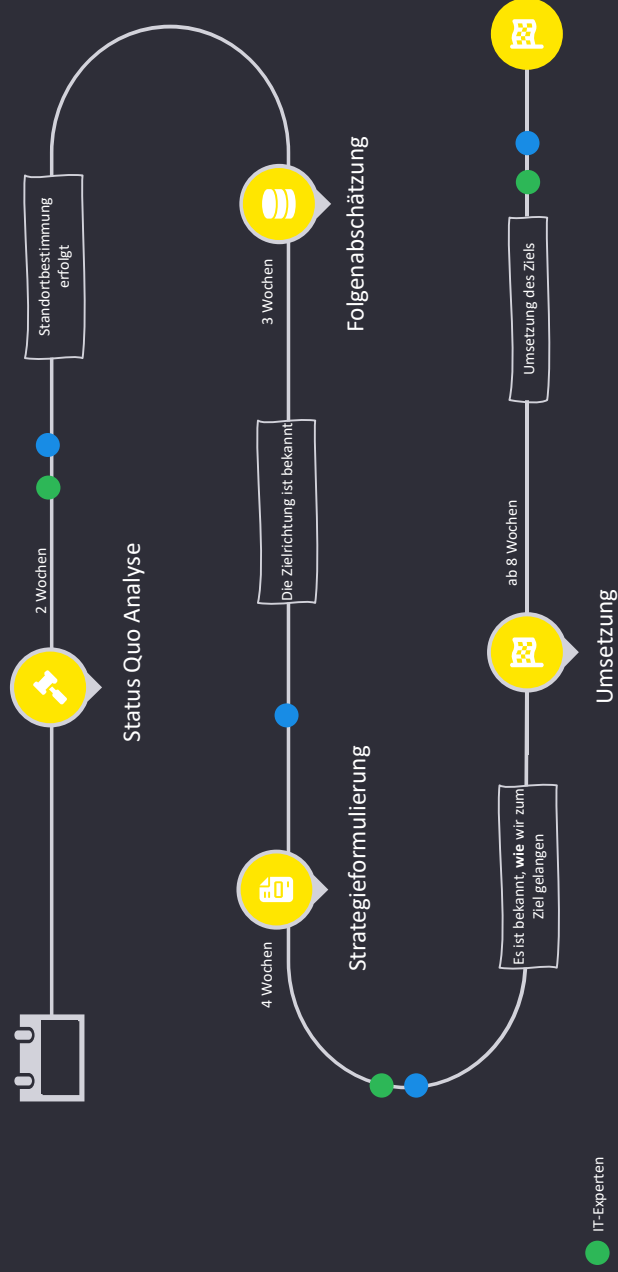 2 Wochen
Standortbestimmung
erfolgt
Status Quo Analyse
4 Wochen
Die Zielrichtung ist bekannt
3 Wochen
Strategieformulierung
Folgenabschätzung
Es ist bekannt, wie wir zum
Ziel gelangen
ab 8 Wochen
Umsetzung des Ziels
Umsetzung
IT-Experten